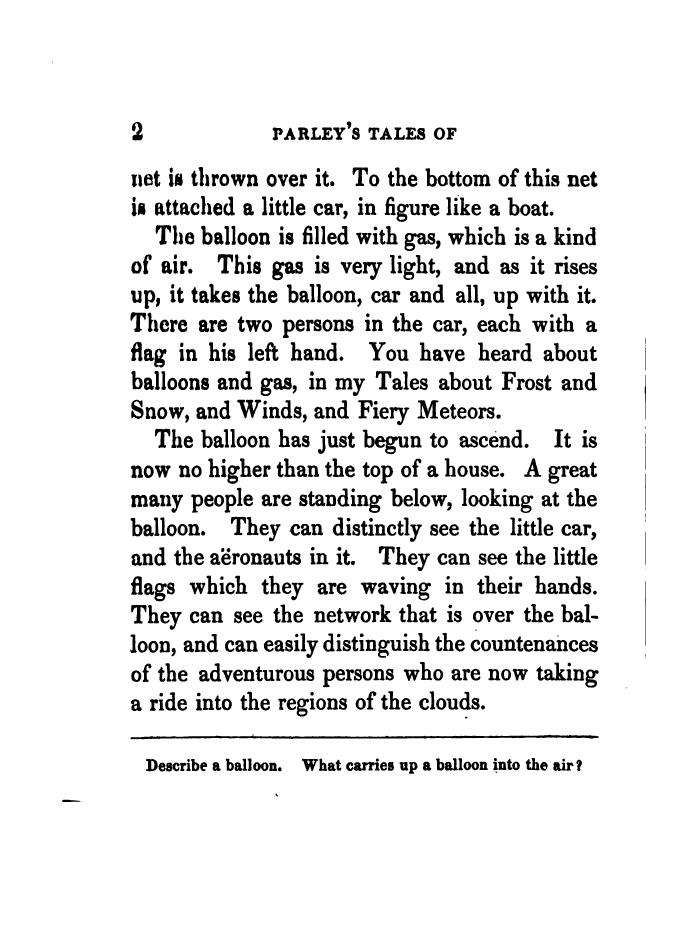 2 PARLEY'S TALES OF
net is thrown over it. To the bottom of this net
is attached a little car, in figure like a boat.
The balloon is filled with gas, which is a kind
of air. This gas is very light, and as it rises
up, it takes the balloon, car and all, up with it.
There are two persons in the car, each with a
flag in his left hand. You have heard about
balloons and gas, in my Tales about Frost and
Snow, and Winds, and Fiery Meteors.
The balloon has just begun to ascend. It is
now no higher than the top of a house. A great
many people are standing below, looking at the
balloon. They can distinctly see the little car,
and the aëronauts in it. They can see the little
flags which they are waving in their hands.
They can see the network that is over the bal-
loon, and can easily distinguish the countenances
of the adventurous persons who are now taking
a ride into the regions of the clouds.
Describe a balloon. What carries up a balloon into the air?